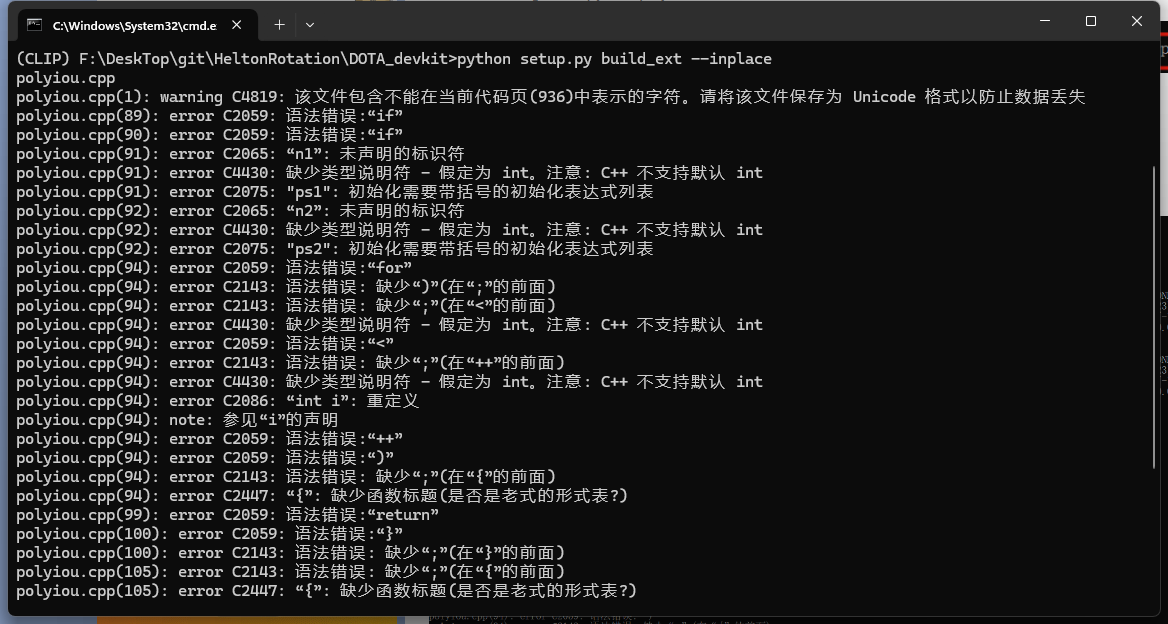 C:\Windows\System32\cmd.e
(CLIP) F:\DeskTop\git\HeltonRotation\DOTA_devkit>python setup.py build_ext --inplace
polyiou.cpp
polyiou.cpp(1): warning C4819: 该文件包含不能在当前代码页(936)中表示的字符。请将该文件保存为 Unicode 格式以防止数据丢失
polyiou.cpp(89): error C2059: 语法错误:“if”
polyiou.cpp(90): error C2059: 语法错误:“if”
polyiou.cpp(91): error C2065: “n1”: 未声明的标识符
polyiou.cpp(91): error C4430: 缺少类型说明符 - 假定为 int。注意: C++ 不支持默认 int
polyiou.cpp(91): error C2075: "ps1": 初始化需要带括号的初始化表达式列表
polyiou.cpp(92): error C2065: “n2”: 未声明的标识符
polyiou.cpp(92): error C4430: 缺少类型说明符 - 假定为 int。注意: C++ 不支持默认 int
polyiou.cpp(92): error C2075: "ps2": 初始化需要带括号的初始化表达式列表
polyiou.cpp(94): error C2059: 语法错误:“for”
polyiou.cpp(94): error C2143: 语法错误: 缺少“)”(在“;”的前面)
polyiou.cpp(94): error C2143: 语法错误: 缺少“;”(在“<”的前面)
polyiou.cpp(94): error C4430: 缺少类型说明符 - 假定为 int。注意: C++ 不支持默认 int
polyiou.cpp(94): error C2059: 语法错误:“<”
polyiou.cpp(94): error C2143: 语法错误: 缺少“;”(在“++”的前面)
polyiou.cpp(94): error C4430: 缺少类型说明符 - 假定为 int。注意: C++ 不支持默认 int
polyiou.cpp(94): error C2086: “int i”: 重定义
polyiou.cpp(94): note: 参见“i”的声明
polyiou.cpp(94): error C2059: 语法错误:“++”
polyiou.cpp(94): error C2059: 语法错误:“)”
polyiou.cpp(94): error C2143: 语法错误: 缺少“;”(在“{”的前面)
polyiou.cpp(94): error C2447: “{”: 缺少函数标题(是否是老式的形式表?)
polyiou.cpp(99): error C2059: 语法错误:“return”
polyiou.cpp(100): error C2059: 语法错误:“}”
polyiou.cpp(100): error C2143: 语法错误: 缺少“;”(在“}”的前面)
polyiou.cpp(105): error C2143: 语法错误: 缺少“;”(在“{”的前面)
polyiou.cpp(105): error C2447: “{”: 缺少函数标题(是否是老式的形式表?)